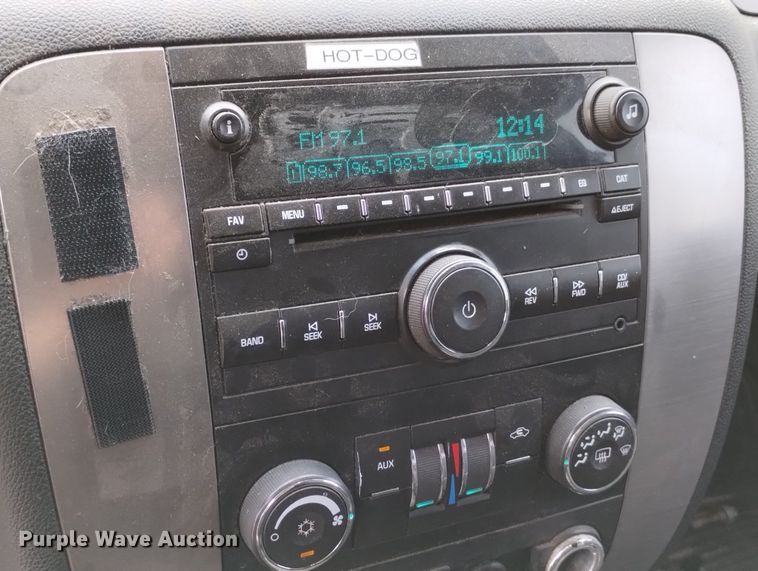 HOT-DOG
i
FM 97.1 12:14
1 98.7 96.5 98.5 97.1 99.1 100.1
FAV MENU EQ CAT
EJECT
BAND SEEK SEEK REV FWD CD/AUX
AUX
Purple Wave Auction